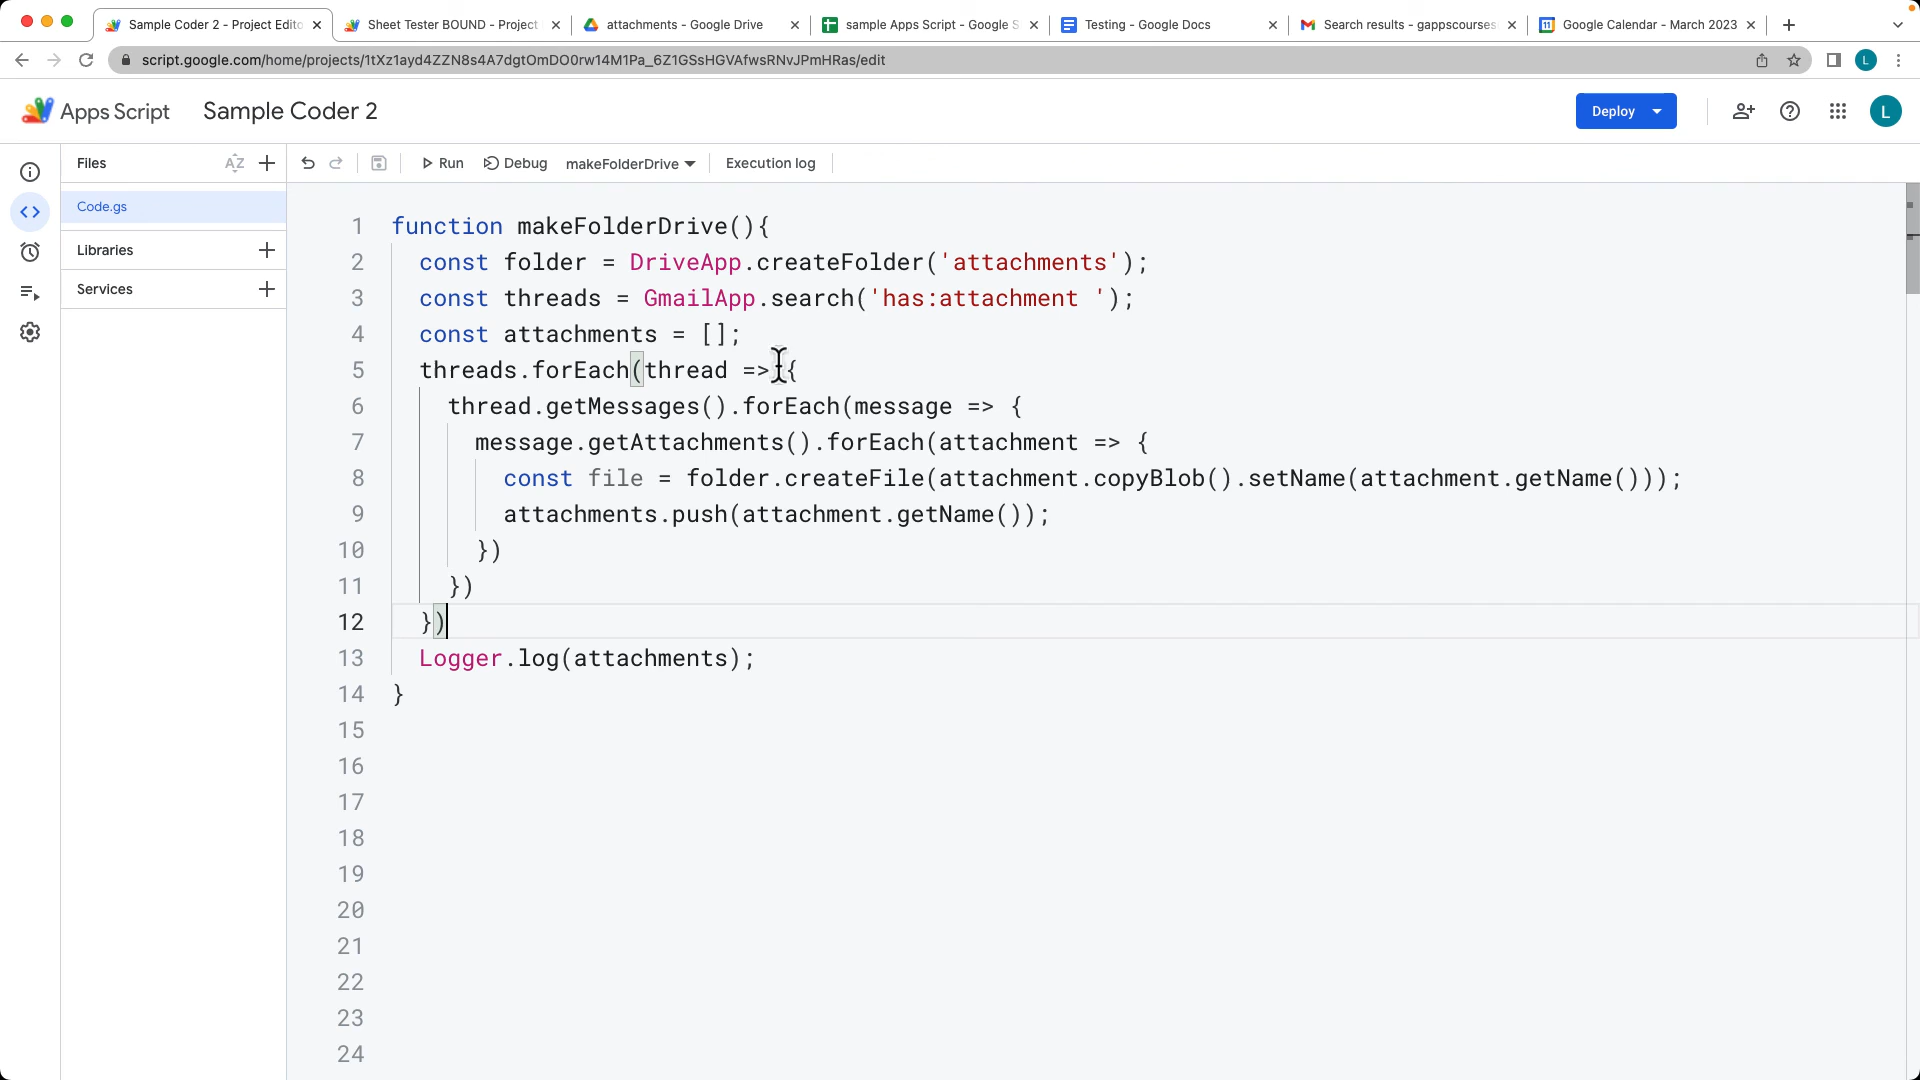 Sample Coder 2 - Project Edito
Sheet Tester BOUND - Project
attachments - Google Drive
sample Apps Script - Google S
Testing - Google Docs
Search results - gappscourses
Google Calendar - March 2023
script.google.com/home/projects/1tXz1ayd4ZZN8s4A7dgtOmDO0rw14M1Pa_6Z1GSsHGVAfwsRNvJPmHRas/edit
L
Apps Script
Sample Coder 2
Deploy
L
Files
AZ
Run
Debug
makeFolderDrive
Execution log
Code.gs
Libraries
Services
1 function makeFolderDrive(){
2 const folder = DriveApp.createFolder('attachments');
3 const threads = GmailApp.search('has:attachment ');
4 const attachments = [];
5 threads.forEach(thread => {
6 thread.getMessages().forEach(message => {
7 message.getAttachments().forEach(attachment => {
8 const file = folder.createFile(attachment.copyBlob().setName(attachment.getName()));
9 attachments.push(attachment.getName());
10 })
11 })
12 })
13 Logger.log(attachments);
14 }
15
16
17
18
19
20
21
22
23
24